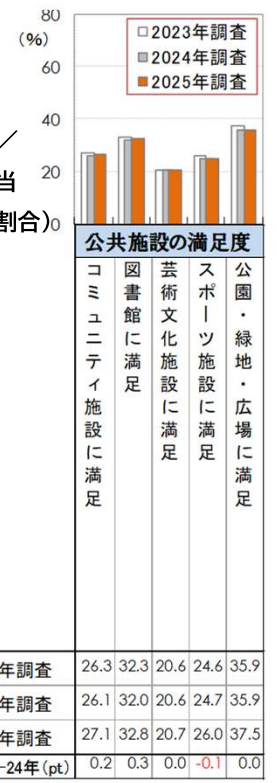 80
(%)
60
40
20
0
2023年調査
2024年調査
2025年調査
／
当
割合)
公共施設の満足度
コミュニティ施設に満足
図書館に満足
芸術文化施設に満足
スポーツ施設に満足
公園・緑地・広場に満足
年調査 26.3 32.3 20.6 24.6 35.9
年調査 26.1 32.0 20.6 24.7 35.9
年調査 27.1 32.8 20.7 26.0 37.5
-24年(pt) 0.2 0.3 0.0 -0.1 0.0